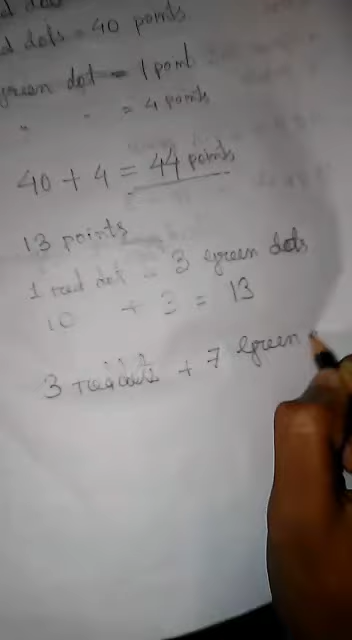 d dots = 40 points
green dot = 1 point
" " = 4 points
40 + 4 = 44 points
13 points
1 red dot - 3 green dots
10 + 3 = 13
3 red dots + 7 green